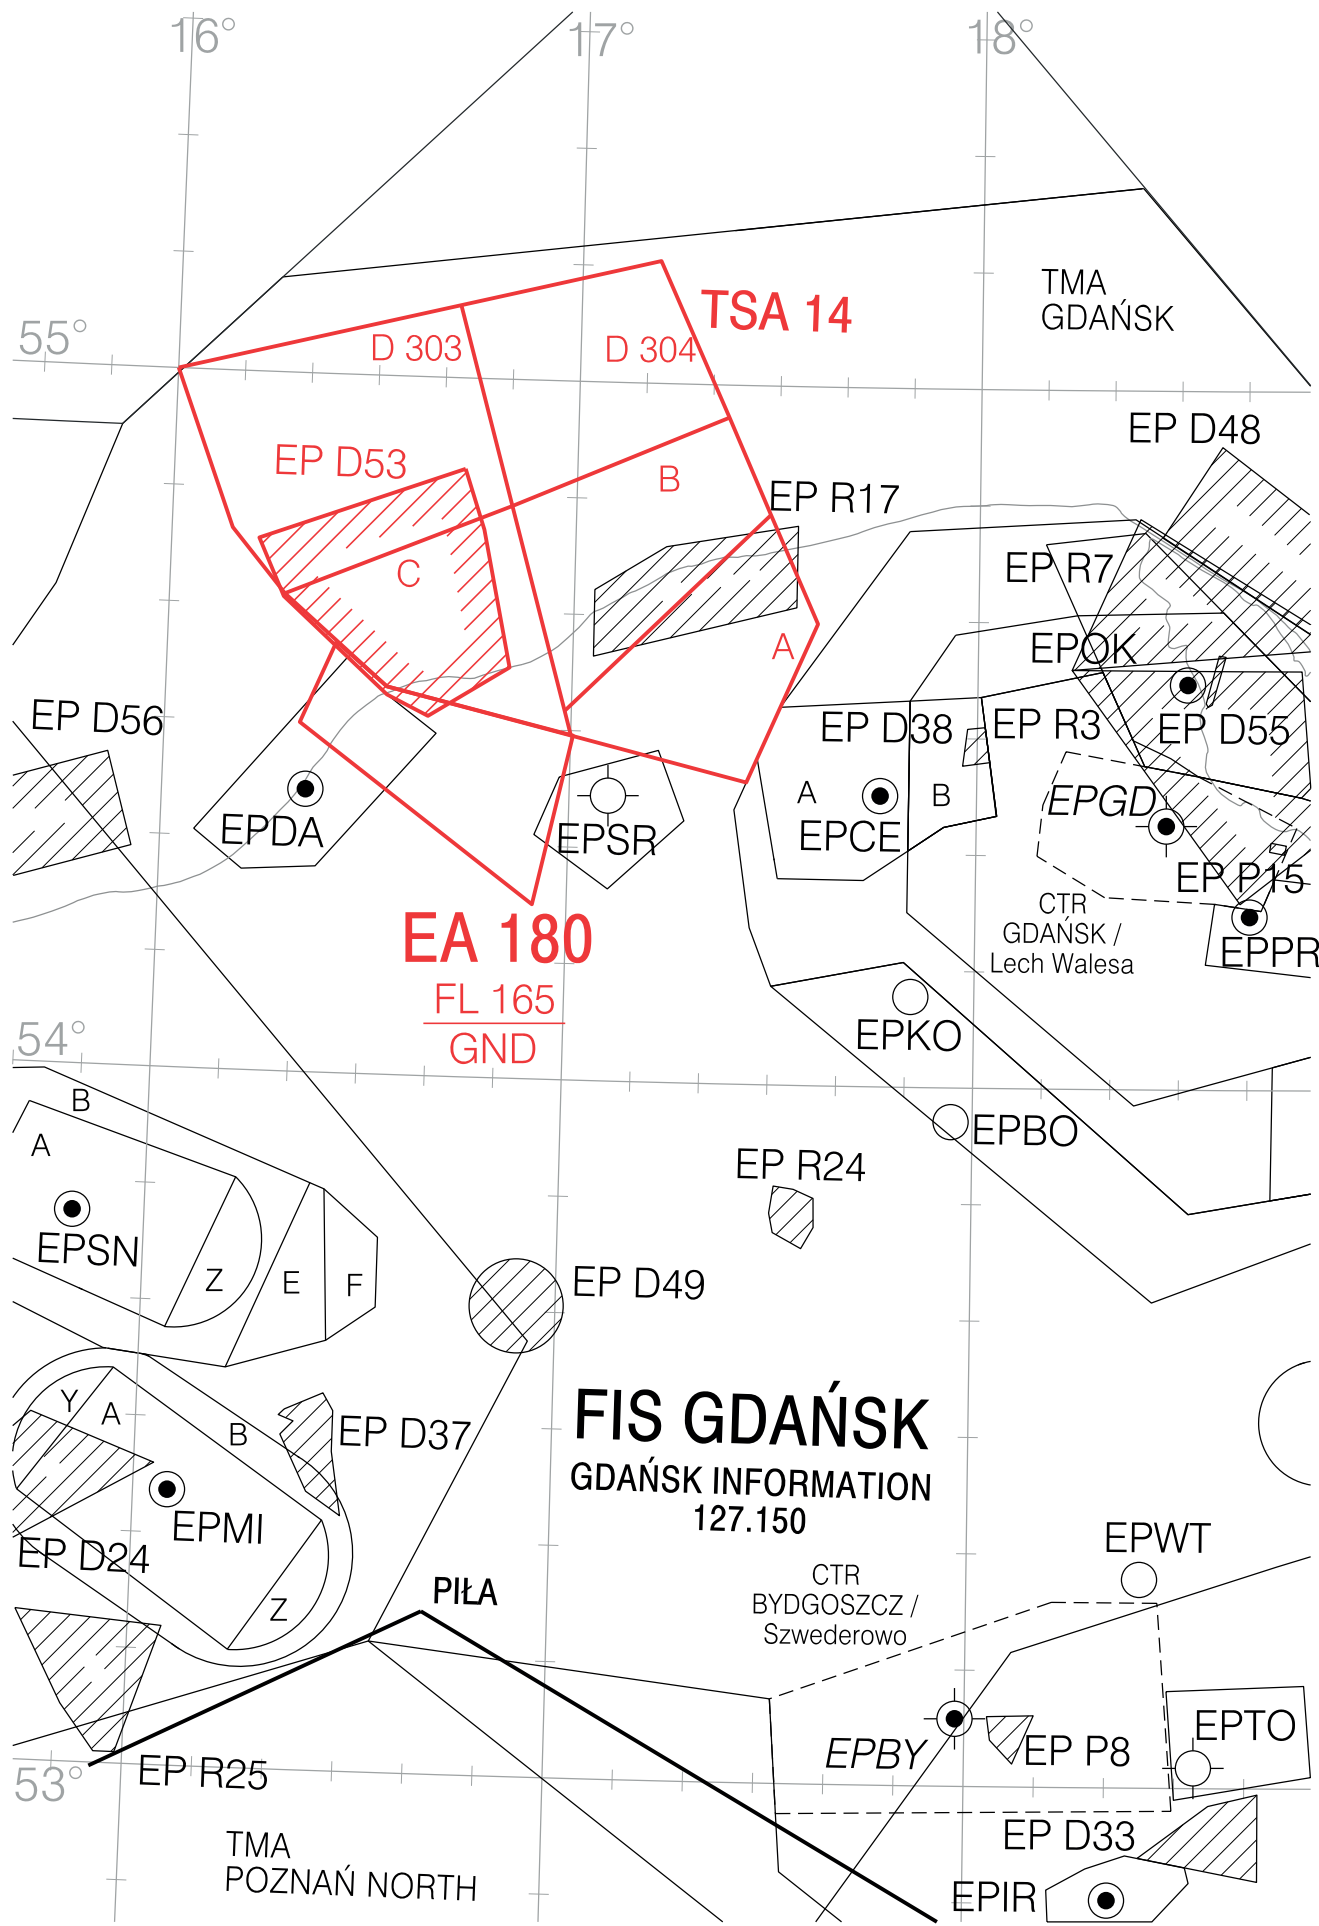 16°
17°
18°
TMA
GDAŃSK
TSA 14
55°
D 303
D 304
EP D48
EP D53
B
EP R17
C
EP R7
A
EPOK
EP D56
EP D38
EP R3
EP D55
A
B
EPGD
EPDA
EPSR
EPCE
EP P15
CTR
GDAŃSK /
Lech Walesa
EPPR
EA 180
FL 165
GND
54°
EPKO
B
A
EPBO
EP R24
EPSN
Z
E
F
EP D49
Y
A
B
EP D37
FIS GDAŃSK
GDAŃSK INFORMATION
127.150
EPMI
EP D24
EPWT
CTR
BYDGOSZCZ /
Szwederowo
PIŁA
Z
EPTO
EPBY
EP P8
EP R25
53°
EP D33
TMA
POZNAŃ NORTH
EPIR